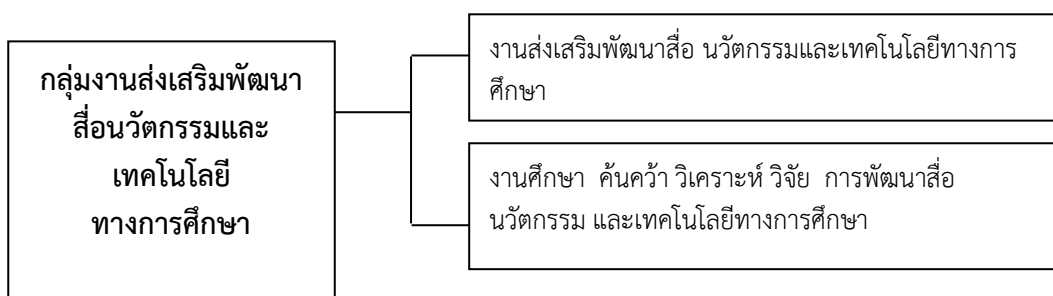 กลุ่มงานส่งเสริมพัฒนา
สื่อนวัตกรรมและ
เทคโนโลยี
ทางการศึกษา
งานส่งเสริมพัฒนาสื่อ นวัตกรรมและเทคโนโลยีทางการ
ศึกษา
งานศึกษา ค้นคว้า วิเคราะห์ วิจัย การพัฒนาสื่อ
นวัตกรรม และเทคโนโลยีทางการศึกษา